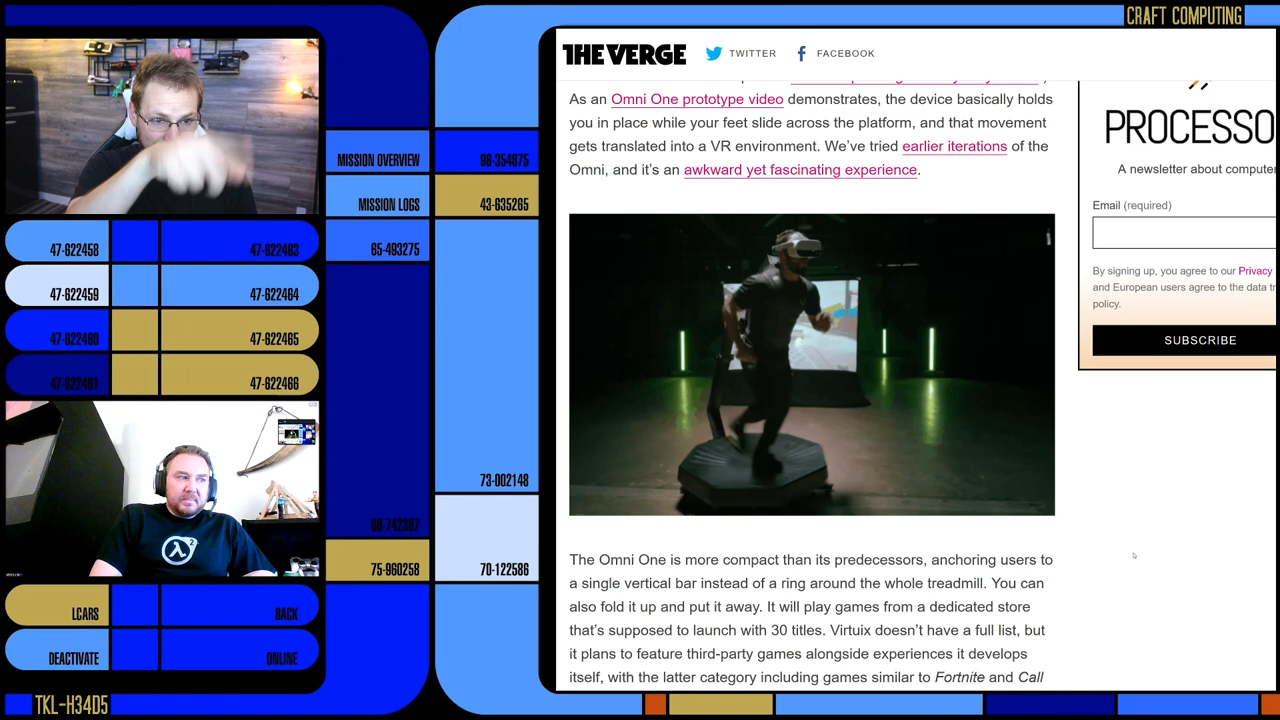 CRAFT COMPUTING
MISSION OVERVIEW
98-354875
MISSION LOGS
43-635265
47-622458
47-622463
65-493275
47-622459
47-622464
47-622460
47-622465
47-622461
47-622466
73-002148
75-960258
70-122586
2
LCARS
BACK
DEACTIVATE
ONLINE
TKL-H34D5
THE VERGE
TWITTER
FACEBOOK
As an Omni One prototype video demonstrates, the device basically holds
you in place while your feet slide across the platform, and that movement
gets translated into a VR environment. We've tried earlier iterations of the
Omni, and it's an awkward yet fascinating experience.
The Omni One is more compact than its predecessors, anchoring users to
a single vertical bar instead of a ring around the whole treadmill. You can
also fold it up and put it away. It will play games from a dedicated store
that's supposed to launch with 30 titles. Virtuix doesn't have a full list, but
it plans to feature third-party games alongside experiences it develops
itself, with the latter category including games similar to Fortnite and Call
PROCESSO
A newsletter about compute
Email (required)
By signing up, you agree to our Privacy
and European users agree to the data tr
policy.
SUBSCRIBE